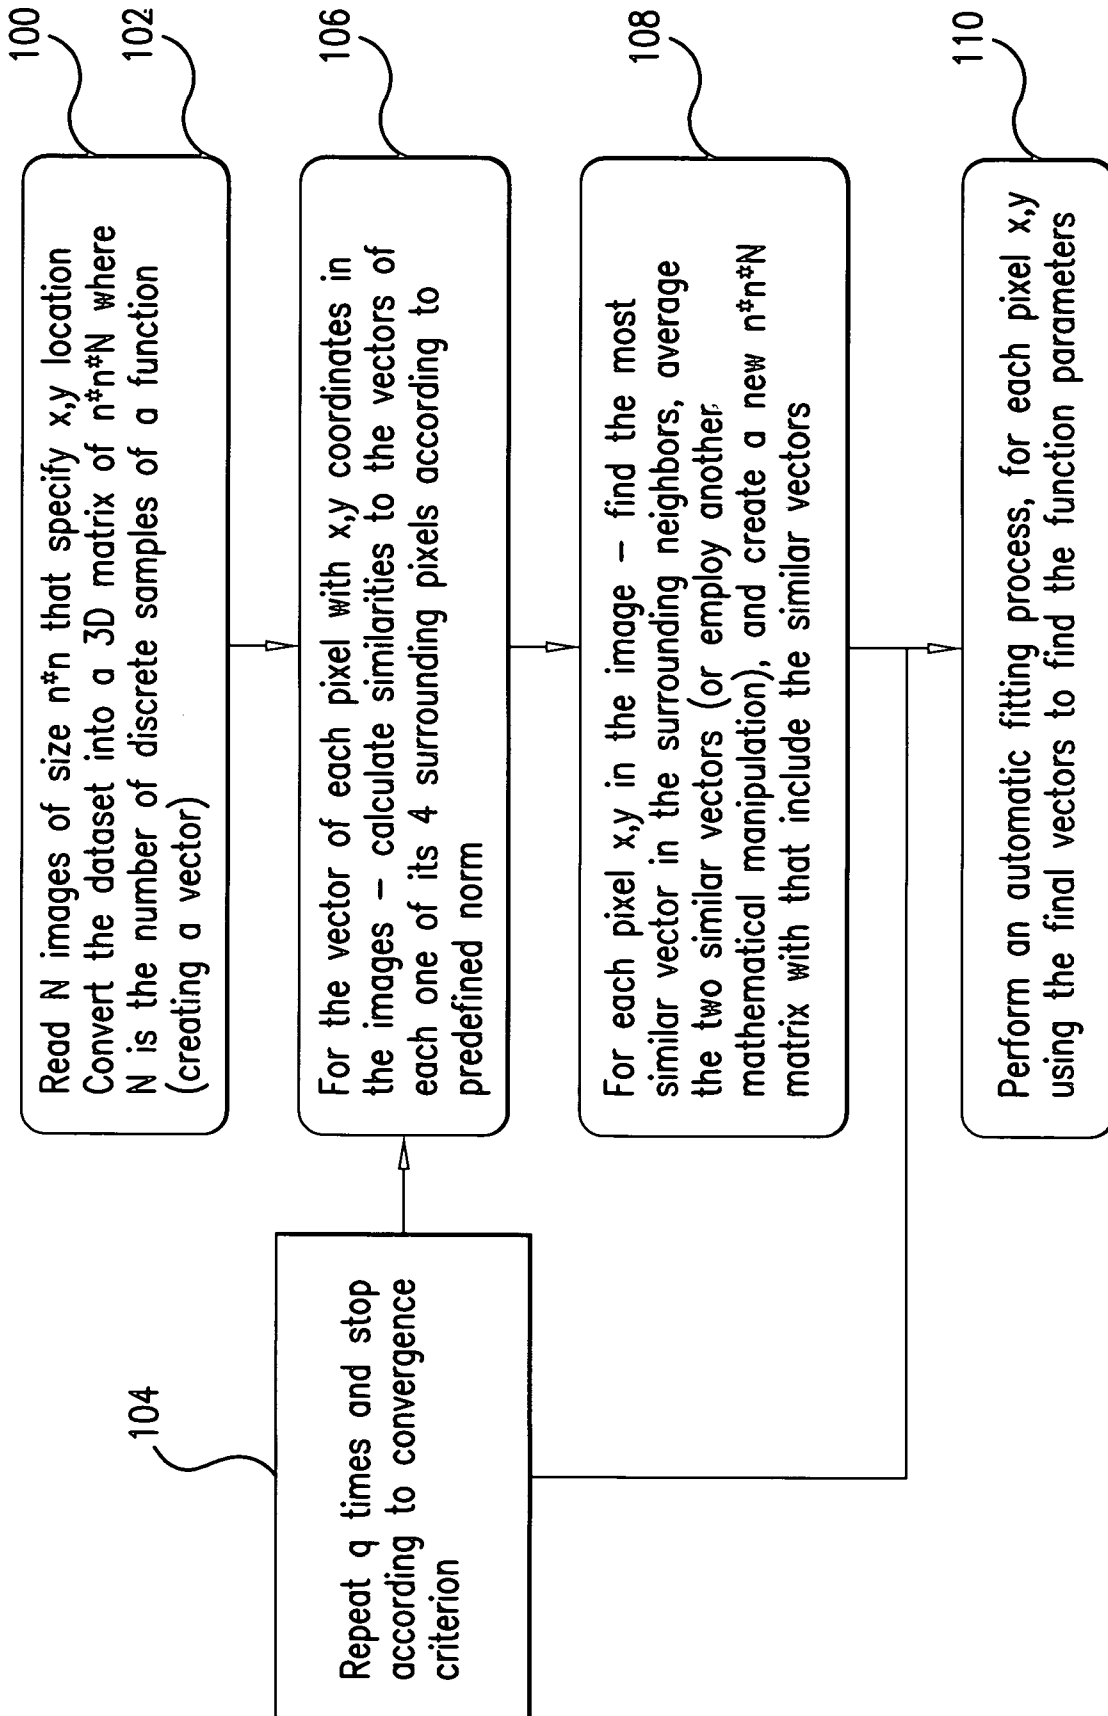 100
Read N images of size n*n that specify x,y location
Convert the dataset into a 3D matrix of n*n*N where
N is the number of discrete samples of a function
(creating a vector)
102
104
Repeat q times and stop
according to convergence
criterion
106
For the vector of each pixel with x,y coordinates in
the images – calculate similarities to the vectors of
each one of its 4 surrounding pixels according to
predefined norm
108
For each pixel x,y in the image – find the most
similar vector in the surrounding neighbors, average
the two similar vectors (or employ another
mathematical manipulation), and create a new n*n*N
matrix with that include the similar vectors
110
Perform an automatic fitting process, for each pixel x,y
using the final vectors to find the function parameters